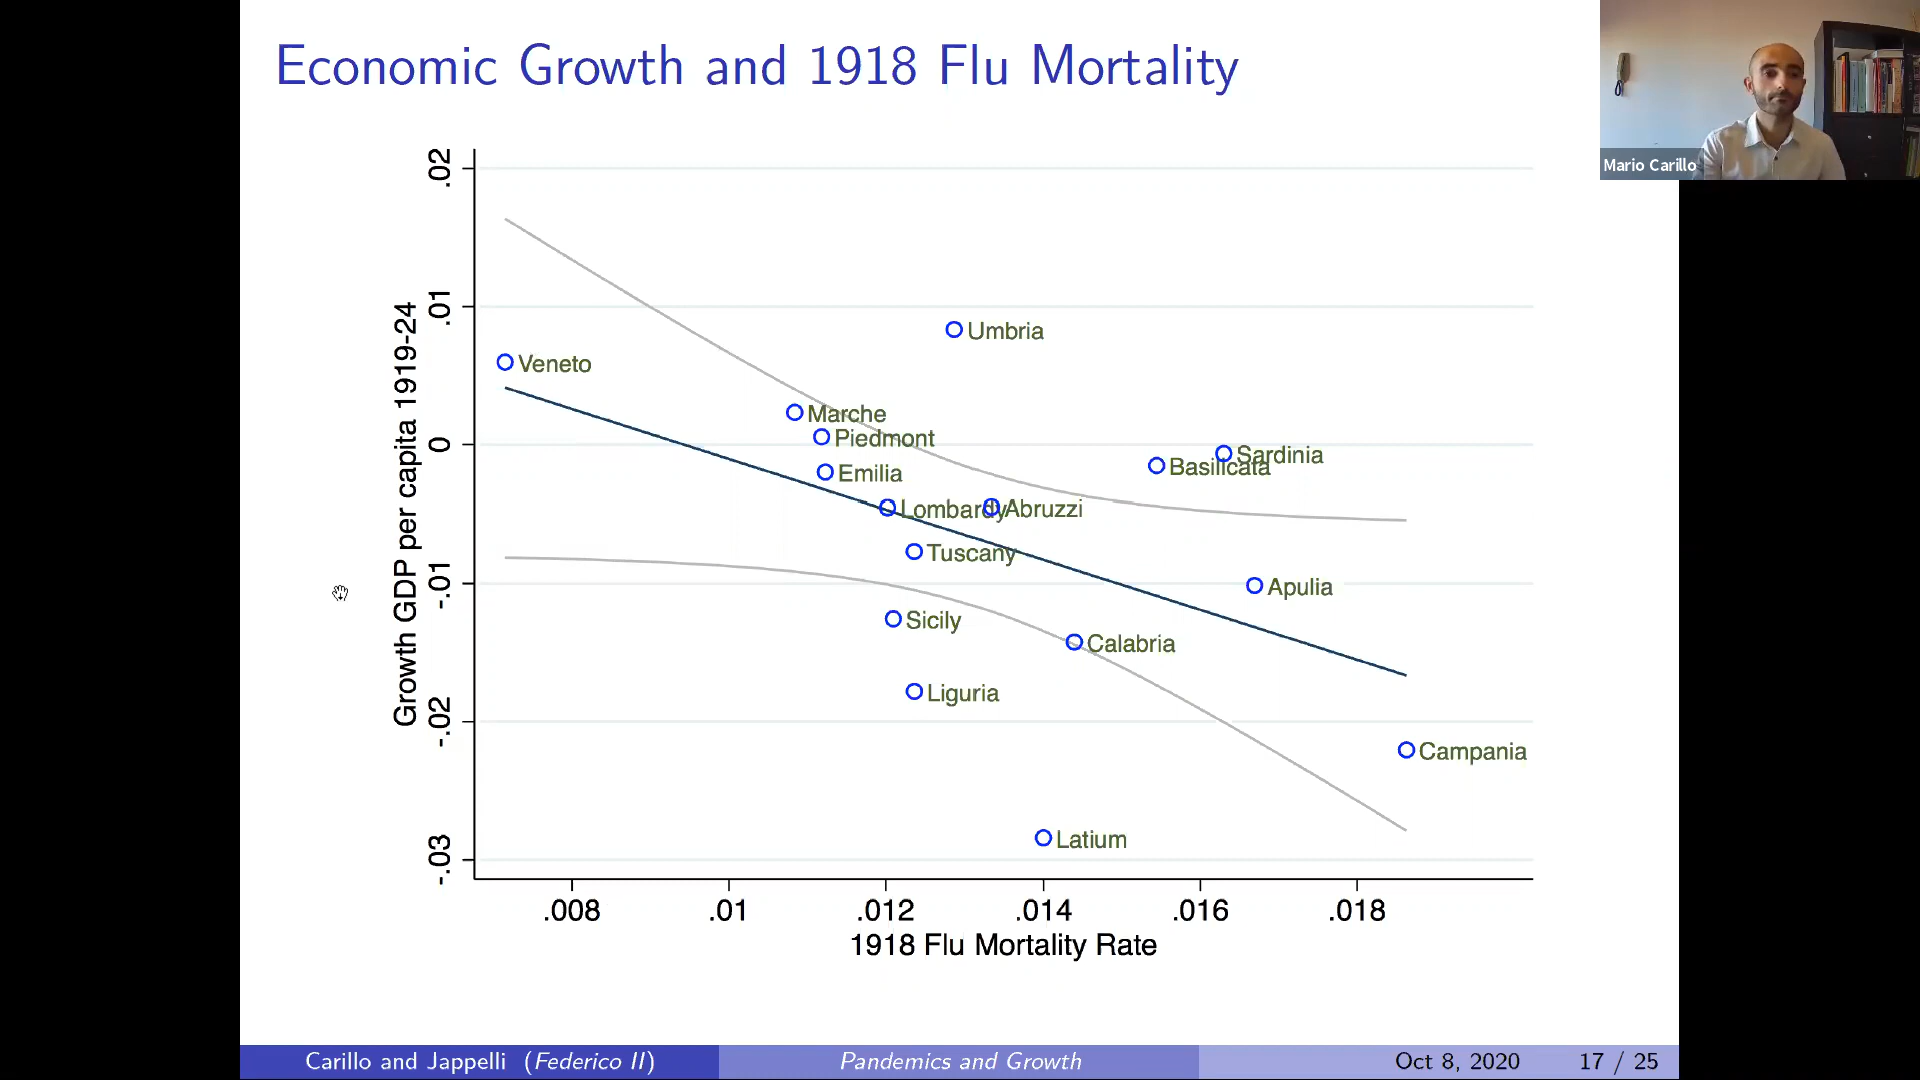 Economic Growth and 1918 Flu Mortality
Mario Carillo
Growth GDP per capita 1919-24
.02
.01
0
-.01
-.02
-.03
Umbria
Veneto
Marche
Piedmont
Emilia
Sardinia
Basilicata
Lombardy
Abruzzi
Tuscany
Apulia
Sicily
Calabria
Liguria
Campania
Latium
.008 .01 .012 .014 .016 .018
1918 Flu Mortality Rate
Carillo and Jappelli (Federico II) Pandemics and Growth Oct 8, 2020 17 / 25